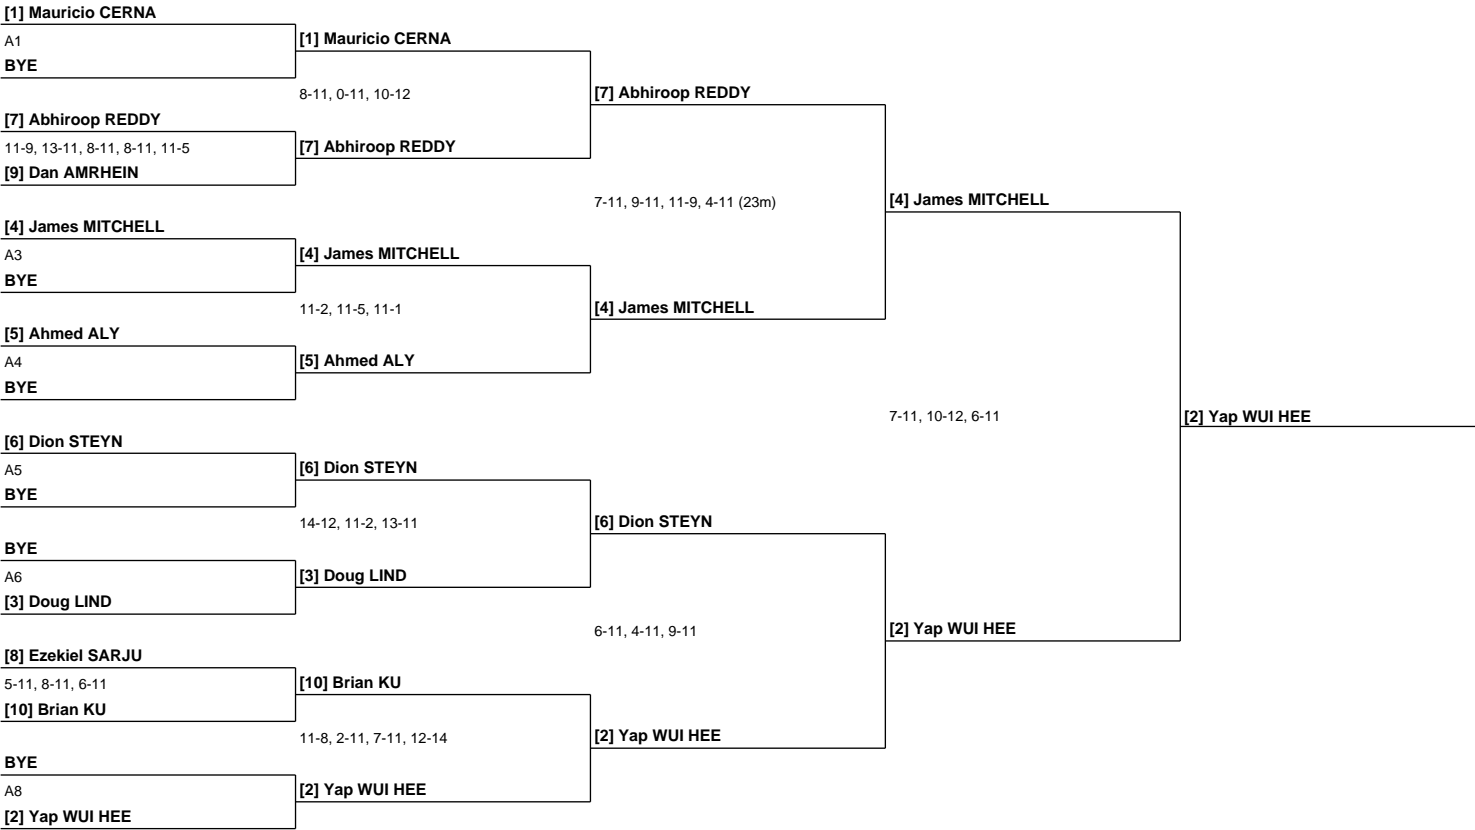 [1] Mauricio CERNA
A1
BYE
[7] Abhiroop REDDY
11-9, 13-11, 8-11, 8-11, 11-5
[9] Dan AMRHEIN
[4] James MITCHELL
A3
BYE
[5] Ahmed ALY
A4
BYE
[6] Dion STEYN
A5
BYE
BYE
A6
[3] Doug LIND
[8] Ezekiel SARJU
5-11, 8-11, 6-11
[10] Brian KU
BYE
A8
[2] Yap WUI HEE
[1] Mauricio CERNA
8-11, 0-11, 10-12
[7] Abhiroop REDDY
[4] James MITCHELL
11-2, 11-5, 11-1
[5] Ahmed ALY
[6] Dion STEYN
14-12, 11-2, 13-11
[3] Doug LIND
[10] Brian KU
11-8, 2-11, 7-11, 12-14
[2] Yap WUI HEE
[7] Abhiroop REDDY
7-11, 9-11, 11-9, 4-11 (23m)
[4] James MITCHELL
[6] Dion STEYN
6-11, 4-11, 9-11
[2] Yap WUI HEE
[4] James MITCHELL
7-11, 10-12, 6-11
[2] Yap WUI HEE
[2] Yap WUI HEE